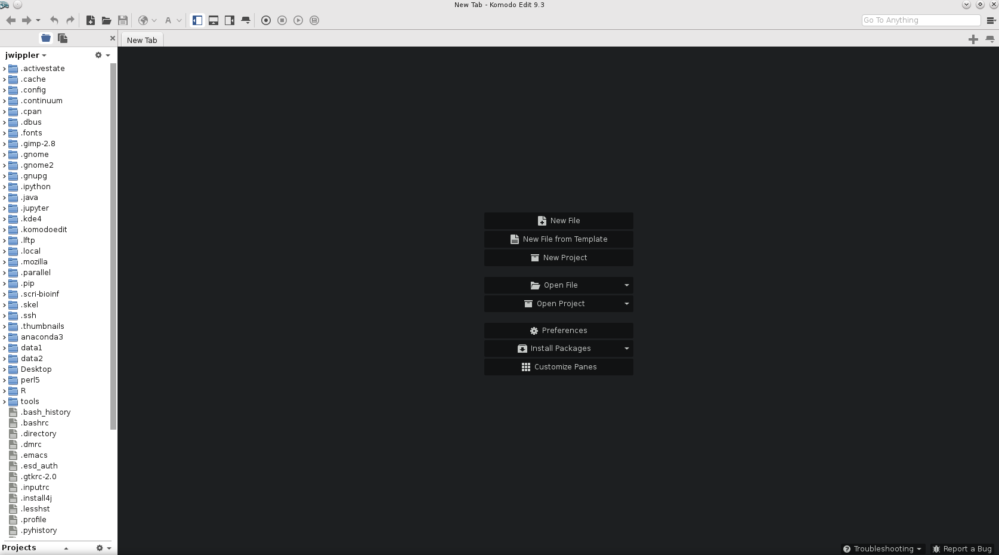 New Tab - Komodo Edit 9.3
A
Go To Anything
New Tab
jwippler
.activestate
.cache
.config
.continuum
.cpan
.dbus
.fonts
.gimp-2.8
.gnome
.gnome2
.gnupg
.ipython
.java
.jupyter
.kde4
.komodoedit
.lftp
.local
.mozilla
.parallel
.pip
.scri-bioinf
.skel
.ssh
.thumbnails
anaconda3
data1
data2
Desktop
perl5
R
tools
.bash_history
.bashrc
.directory
.dmrc
.emacs
.esd_auth
.gtkrc-2.0
.inputrc
.install4j
.lesshst
.profile
.pyhistory
Projects
New File
New File from Template
New Project
Open File
Open Project
Preferences
Install Packages
Customize Panes
Troubleshooting
Report a Bug